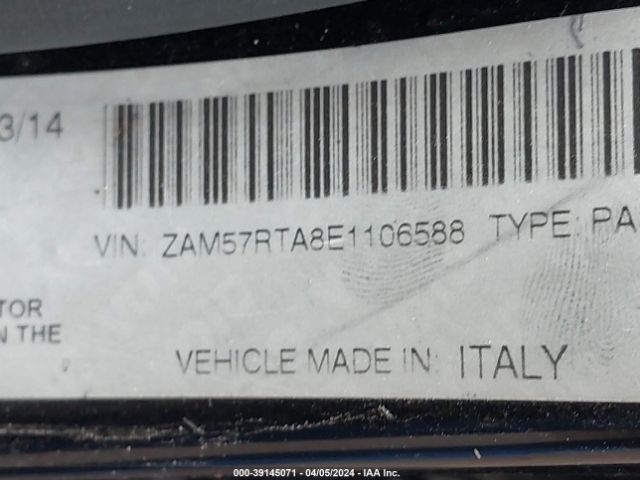 3/14
VIN: ZAM57RTA8E1106588 TYPE: PA
TOR
N THE
VEHICLE MADE IN: ITALY
000-39145071 - 04/05/2024 - IAA Inc.